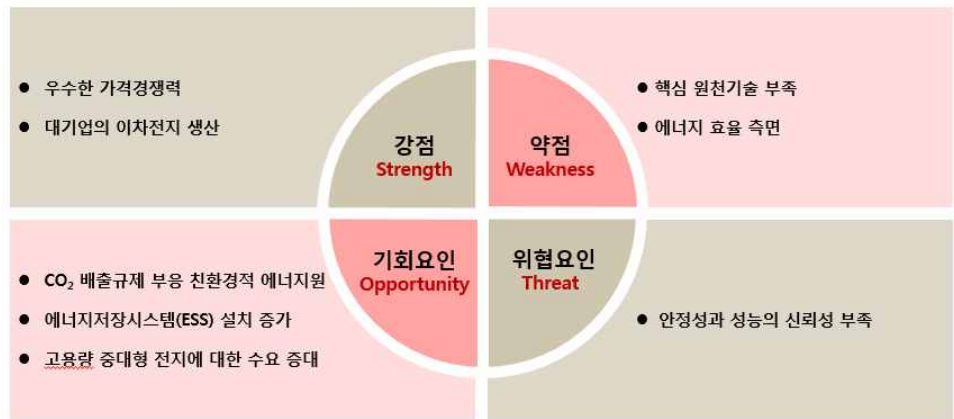 우수한 가격경쟁력
대기업의 이차전지 생산
강점
Strength
약점
Weakness
핵심 원천기술 부족
에너지 효율 측면
CO₂ 배출규제 부응 친환경적 에너지원
에너지저장시스템(ESS) 설치 증가
고용량 중대형 전지에 대한 수요 증대
기회요인
Opportunity
위협요인
Threat
안정성과 성능의 신뢰성 부족